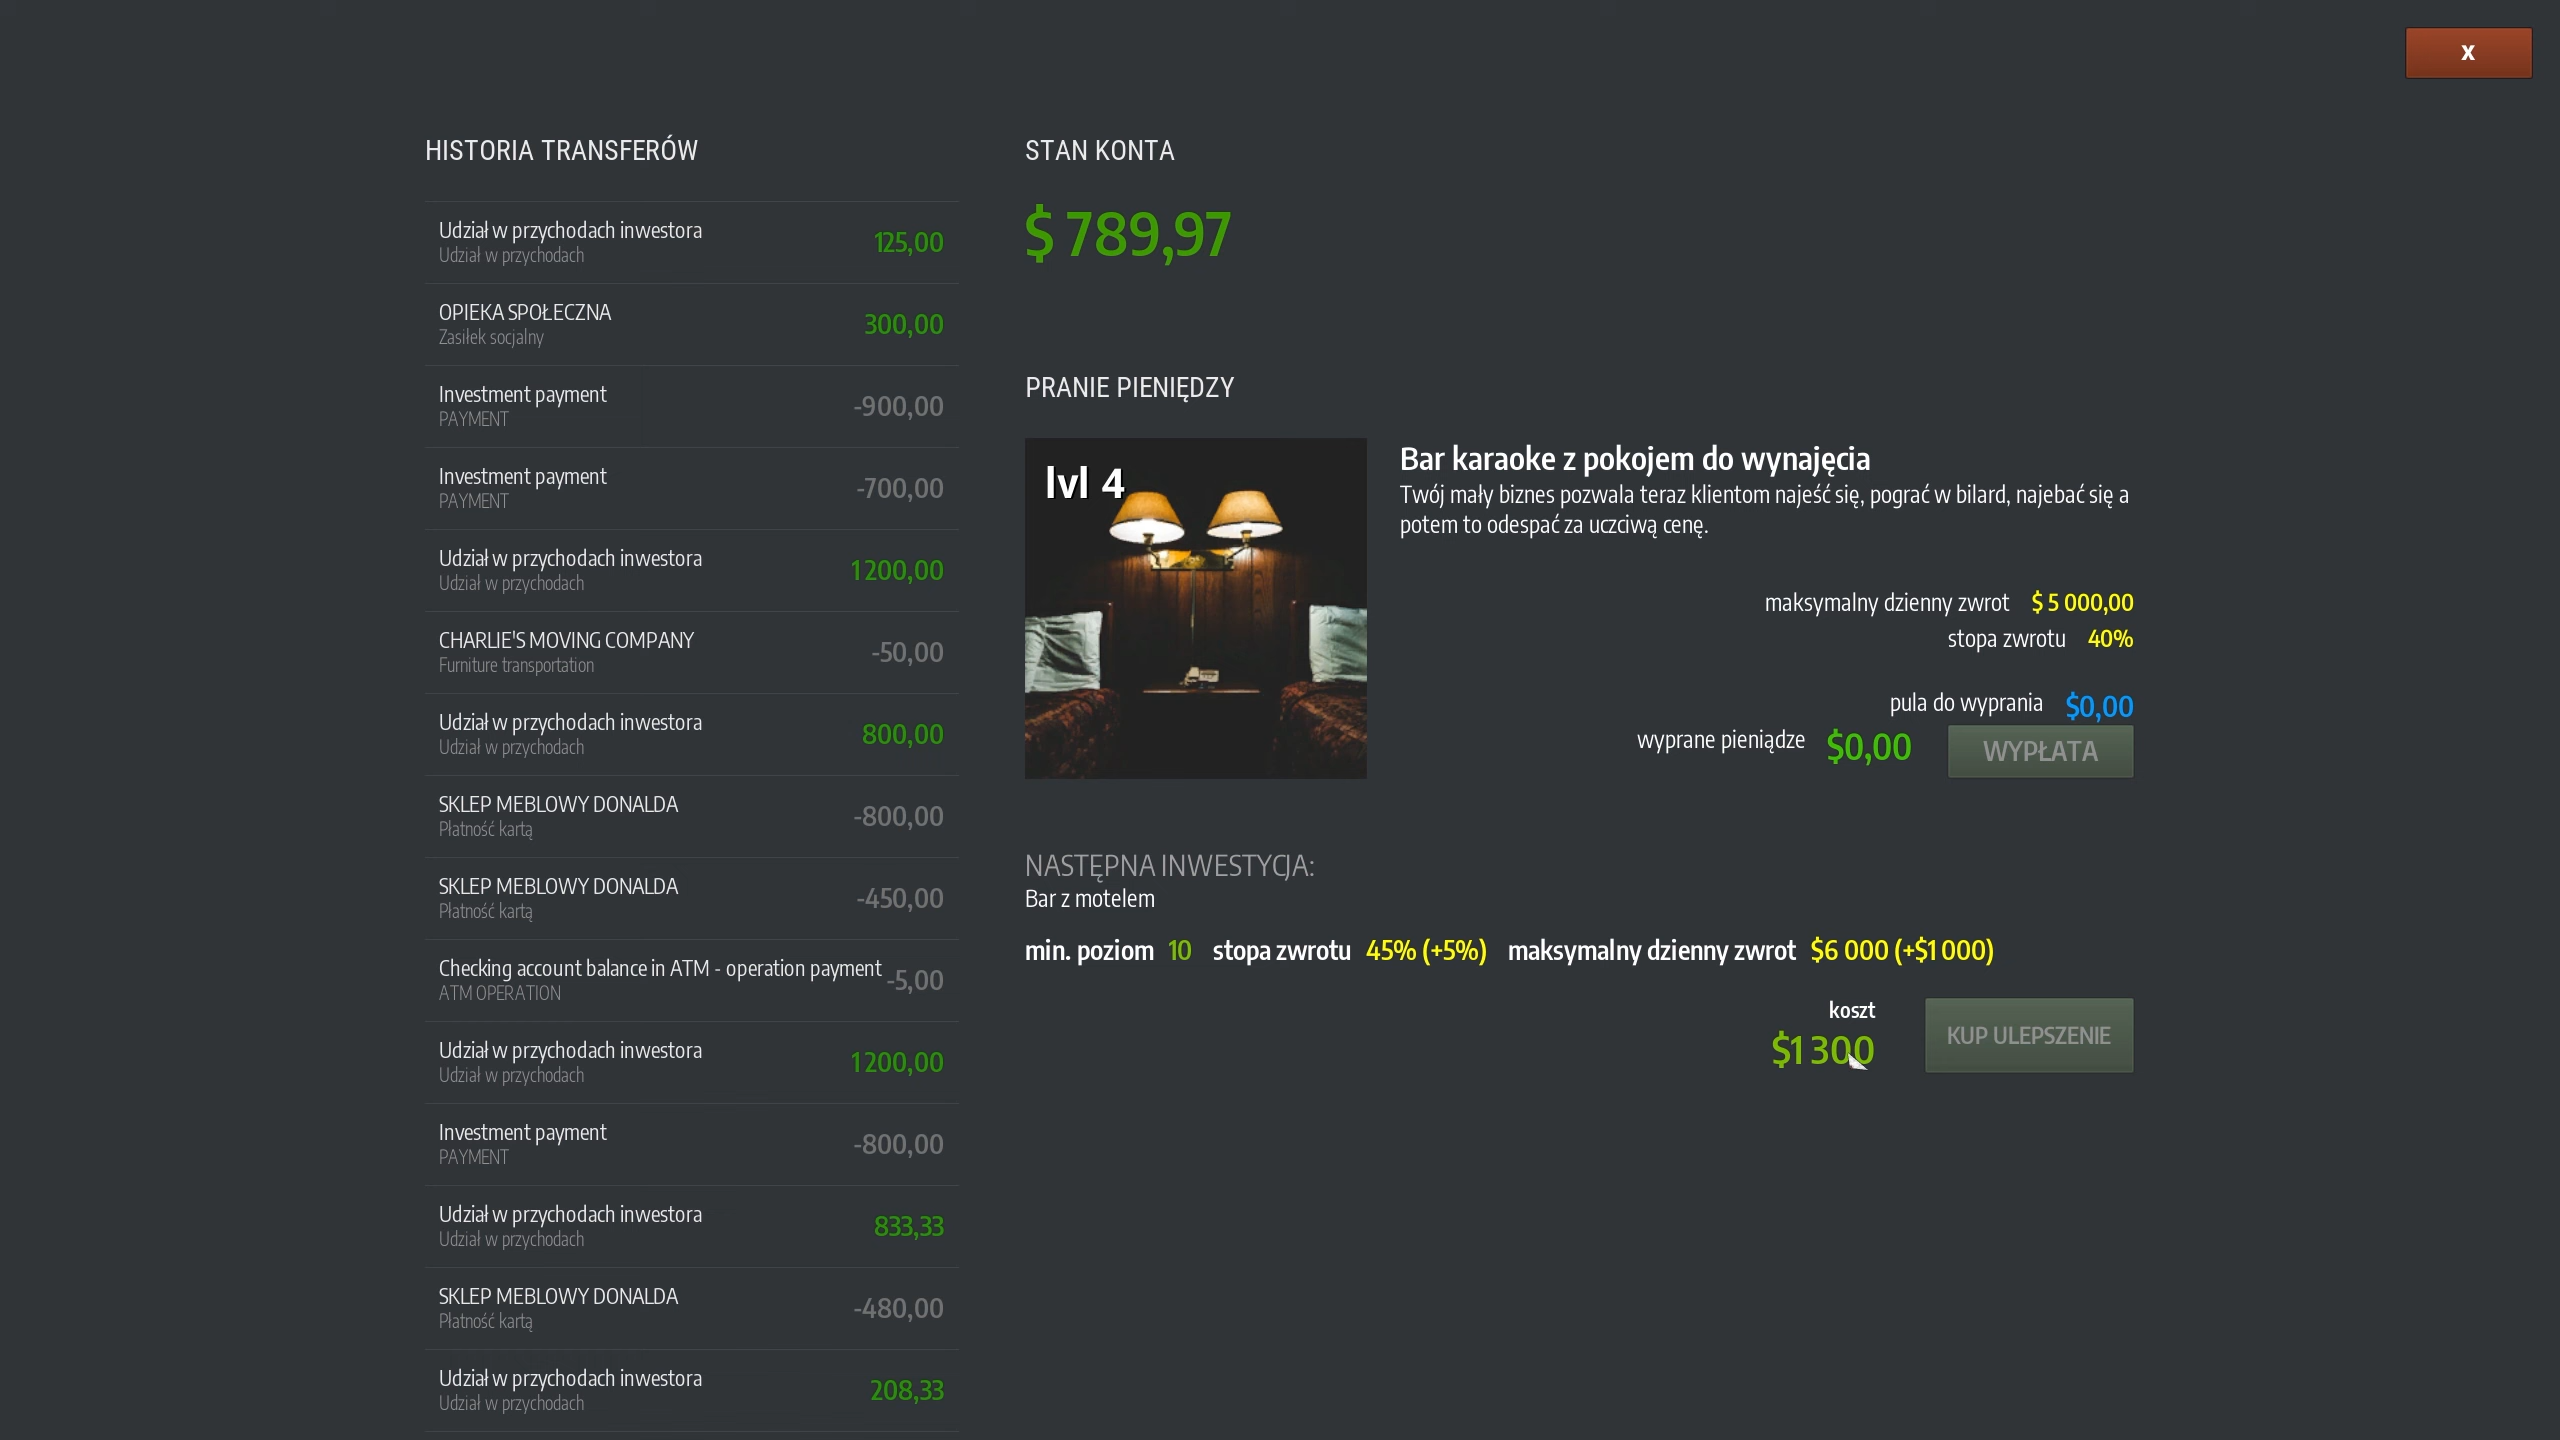 X
HISTORIA TRANSFERÓW
Udział w przychodach inwestora
Udział w przychodach
125,00
OPIEKA SPOŁECZNA
Zasiłek socjalny
300,00
Investment payment
PAYMENT
-900,00
Investment payment
PAYMENT
-700,00
Udział w przychodach inwestora
Udział w przychodach
1 200,00
CHARLIE'S MOVING COMPANY
Furniture transportation
-50,00
Udział w przychodach inwestora
Udział w przychodach
800,00
SKLEP MEBLOWY DONALDA
Płatność kartą
-800,00
SKLEP MEBLOWY DONALDA
Płatność kartą
-450,00
Checking account balance in ATM - operation payment
ATM OPERATION
-5,00
Udział w przychodach inwestora
Udział w przychodach
1 200,00
Investment payment
PAYMENT
-800,00
Udział w przychodach inwestora
Udział w przychodach
833,33
SKLEP MEBLOWY DONALDA
Płatność kartą
-480,00
Udział w przychodach inwestora
Udział w przychodach
208,33
STAN KONTA
$ 789,97
PRANIE PIENIĘDZY
lvl 4
Bar karaoke z pokojem do wynajęcia
Twój mały biznes pozwala teraz klientom najeść się, pograć w bilard, najebać się a
potem to odespać za uczciwą cenę.
maksymalny dzienny zwrot $ 5 000,00
stopa zwrotu 40%
pula do wyprania $0,00
wyprane pieniądze $0,00 WYPŁATA
NASTĘPNA INWESTYCJA:
Bar z motelem
min. poziom 10 stopa zwrotu 45% (+5%) maksymalny dzienny zwrot $6 000 (+$1 000)
koszt
$1 300
KUP ULEPSZENIE